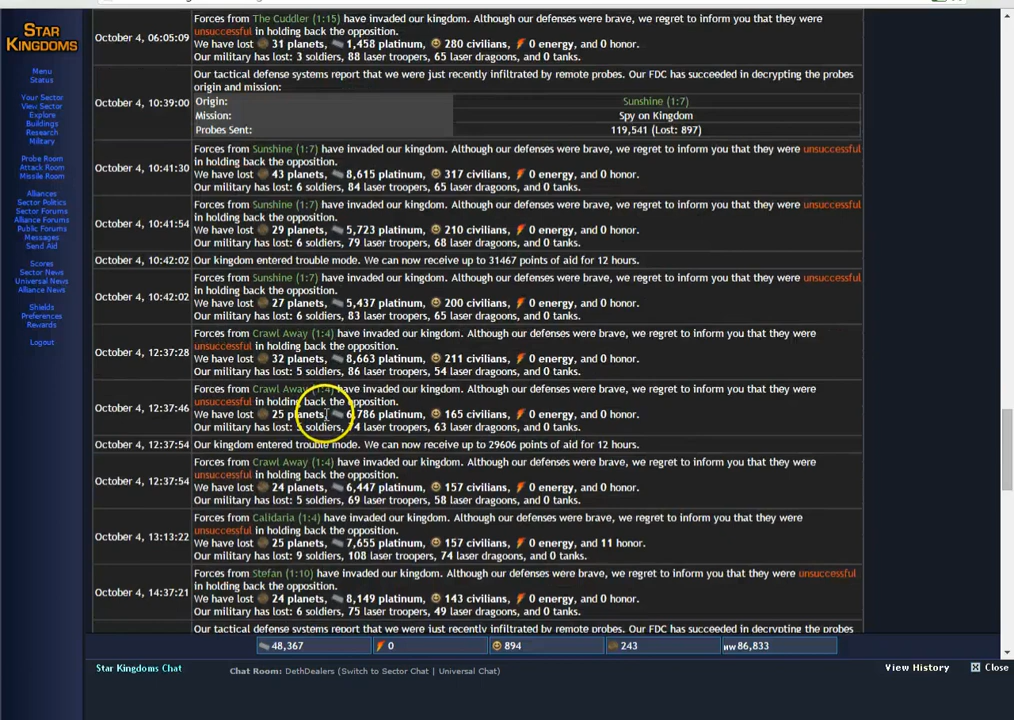 STAR
KINGDOMS
Menu
Status
Your Sector
View Sector
Explore
Buildings
Research
Military
Probe Room
Attack Room
Missile Room
Alliances
Sector Politics
Sector Forums
Alliance Forums
Public Forums
Messages
Send Aid
Scores
Sector News
Universal News
Alliance News
Shields
Preferences
Rewards
Logout
October 4, 06:05:09
Forces from The Cuddler (1:15) have invaded our kingdom. Although our defenses were brave, we regret to inform you that they were
unsuccessful in holding back the opposition.
We have lost 31 planets, 1,458 platinum, 280 civilians, 0 energy, and 0 honor.
Our military has lost: 3 soldiers, 88 laser troopers, 65 laser dragoons, and 0 tanks.
October 4, 10:39:00
Our tactical defense systems report that we were just recently infiltrated by remote probes. Our FDC has succeeded in decrypting the probes
origin and mission:
Origin: Sunshine (1:7)
Mission: Spy on Kingdom
Probes Sent: 119,541 (Lost: 897)
October 4, 10:41:30
Forces from Sunshine (1:7) have invaded our kingdom. Although our defenses were brave, we regret to inform you that they were unsuccessful
in holding back the opposition.
We have lost 43 planets, 8,615 platinum, 317 civilians, 0 energy, and 0 honor.
Our military has lost: 6 soldiers, 84 laser troopers, 65 laser dragoons, and 0 tanks.
October 4, 10:41:54
Forces from Sunshine (1:7) have invaded our kingdom. Although our defenses were brave, we regret to inform you that they were unsuccessful
in holding back the opposition.
We have lost 29 planets, 5,723 platinum, 210 civilians, 0 energy, and 0 honor.
Our military has lost: 6 soldiers, 79 laser troopers, 68 laser dragoons, and 0 tanks.
October 4, 10:42:02 Our kingdom entered trouble mode. We can now receive up to 31467 points of aid for 12 hours.
October 4, 10:42:02
Forces from Sunshine (1:7) have invaded our kingdom. Although our defenses were brave, we regret to inform you that they were unsuccessful
in holding back the opposition.
We have lost 27 planets, 5,437 platinum, 200 civilians, 0 energy, and 0 honor.
Our military has lost: 6 soldiers, 83 laser troopers, 65 laser dragoons, and 0 tanks.
October 4, 12:37:28
Forces from Crawl Away (1:4) have invaded our kingdom. Although our defenses were brave, we regret to inform you that they were
unsuccessful in holding back the opposition.
We have lost 32 planets, 8,663 platinum, 211 civilians, 0 energy, and 0 honor.
Our military has lost: 5 soldiers, 86 laser troopers, 54 laser dragoons, and 0 tanks.
October 4, 12:37:46
Forces from Crawl Away (1:4) have invaded our kingdom. Although our defenses were brave, we regret to inform you that they were
unsuccessful in holding back the opposition.
We have lost 25 planets, ,786 platinum, 165 civilians, 0 energy, and 0 honor.
Our military has lost: soldiers, 4 laser troopers, 63 laser dragoons, and 0 tanks.
October 4, 12:37:54 Our kingdom entered trouble mode. We can now receive up to 29606 points of aid for 12 hours.
October 4, 12:37:54
Forces from Crawl Away (1:4) have invaded our kingdom. Although our defenses were brave, we regret to inform you that they were
unsuccessful in holding back the opposition.
We have lost 24 planets, 6,447 platinum, 157 civilians, 0 energy, and 0 honor.
Our military has lost: 5 soldiers, 69 laser troopers, 58 laser dragoons, and 0 tanks.
October 4, 13:13:22
Forces from Calidaria (1:4) have invaded our kingdom. Although our defenses were brave, we regret to inform you that they were
unsuccessful in holding back the opposition.
We have lost 25 planets, 7,655 platinum, 157 civilians, 0 energy, and 11 honor.
Our military has lost: 9 soldiers, 108 laser troopers, 74 laser dragoons, and 0 tanks.
October 4, 14:37:21
Forces from Stefan (1:10) have invaded our kingdom. Although our defenses were brave, we regret to inform you that they were unsuccessful
in holding back the opposition.
We have lost 24 planets, 8,149 platinum, 143 civilians, 0 energy, and 0 honor.
Our military has lost: 6 soldiers, 75 laser troopers, 49 laser dragoons, and 0 tanks.
Our tactical defense systems report that we were just recently infiltrated by remote probes. Our FDC has succeeded in decrypting the probes
48,367 0 894 243 NW 86,833
Star Kingdoms Chat Chat Room: DethDealers (Switch to Sector Chat | Universal Chat) View History Close